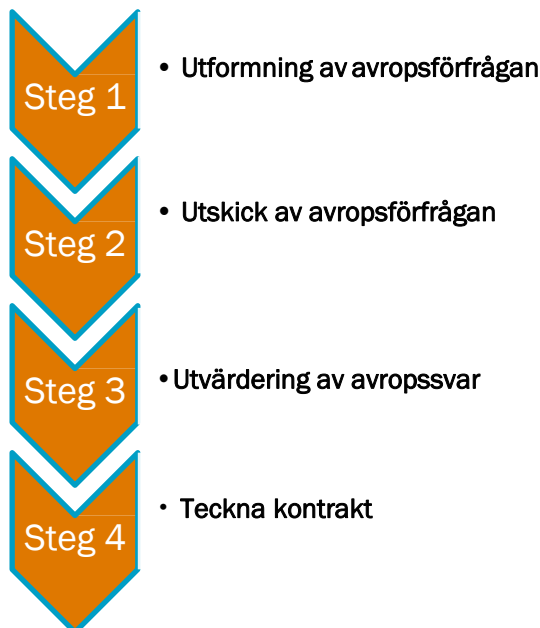 Steg 1
• Utformning av avropsförfrågan
Steg 2
• Utskick av avropsförfrågan
Steg 3
• Utvärdering av avropssvar
Steg 4
• Teckna kontrakt